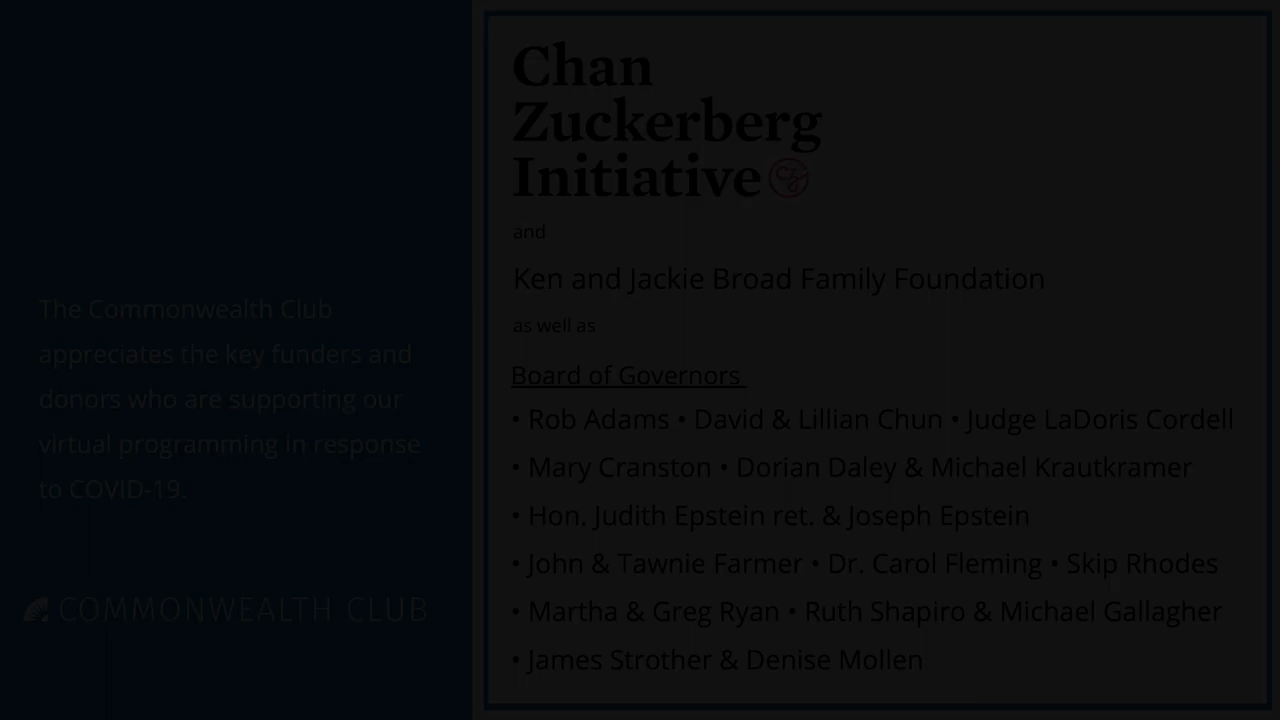 The Commonwealth Club
appreciates the key funders and
donors who are supporting our
virtual programming in response
to COVID-19.
COMMONWEALTH CLUB
Chan
Zuckerberg
Initiative CZ
and
Ken and Jackie Broad Family Foundation
as well as
Board of Governors
• Rob Adams • David & Lillian Chun • Judge LaDoris Cordell
• Mary Cranston • Dorian Daley & Michael Krautkramer
• Hon. Judith Epstein ret. & Joseph Epstein
• John & Tawnie Farmer • Dr. Carol Fleming • Skip Rhodes
• Martha & Greg Ryan • Ruth Shapiro & Michael Gallagher
• James Strother & Denise Mollen